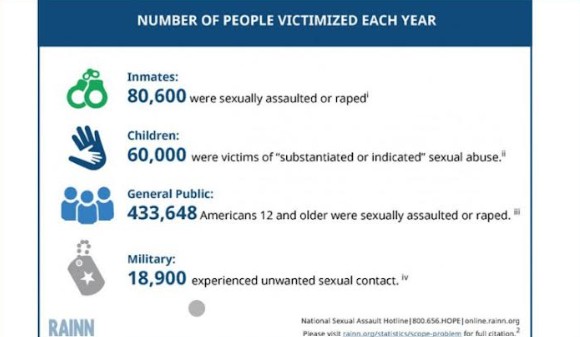 NUMBER OF PEOPLE VICTIMIZED EACH YEAR
Inmates:
80,600 were sexually assaulted or rapedⁱ
Children:
60,000 were victims of “substantiated or indicated” sexual abuse.ⁱⁱ
General Public:
433,648 Americans 12 and older were sexually assaulted or raped. ⁱⁱⁱ
Military:
18,900 experienced unwanted sexual contact. ⁱᵛ
RAINN
National Sexual Assault Hotline|800.656.HOPE|online.rainn.org
Please visit rainn.org/statistics/scope-problem for full citation.²